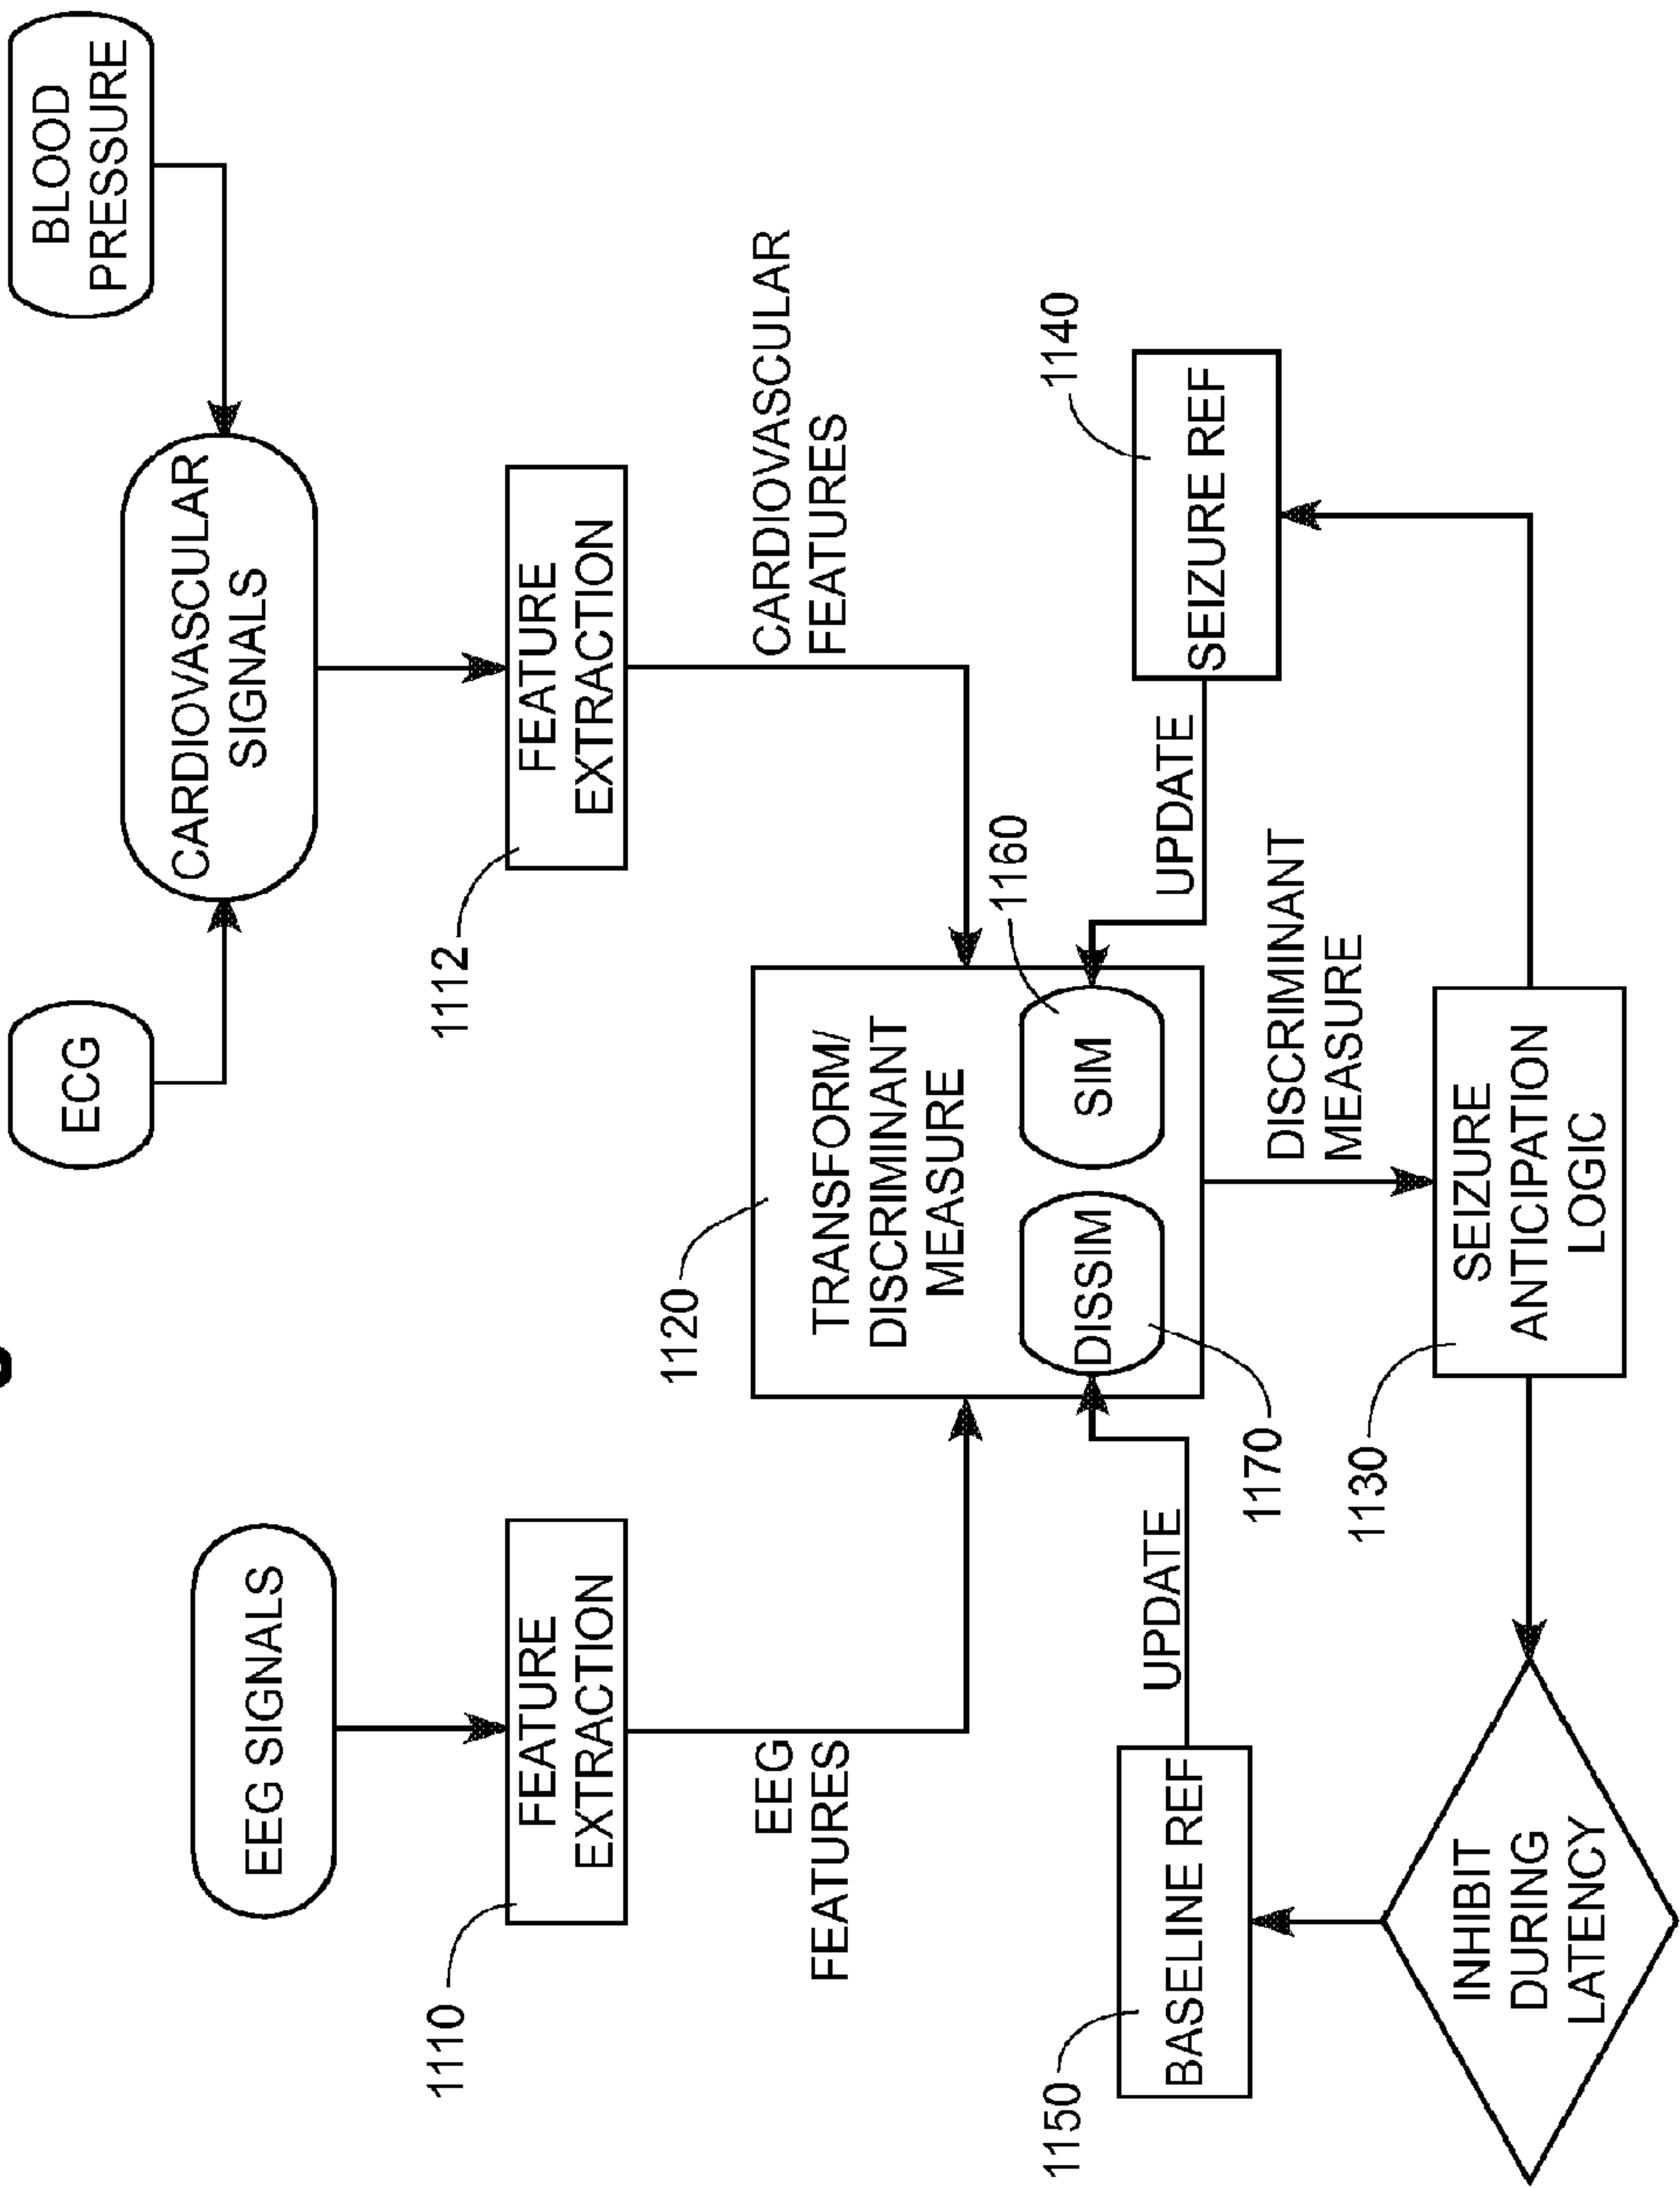 ECG
BLOOD
PRESSURE
EEG SIGNALS
CARDIOVASCULAR
SIGNALS
1110
FEATURE
EXTRACTION
1112
FEATURE
EXTRACTION
EEG
FEATURES
CARDIOVASCULAR
FEATURES
1120
TRANSFORM/
DISCRIMINANT
MEASURE
DISSIM
SIM
1160
1170
1150
BASELINE REF
UPDATE
UPDATE
1140
SEIZURE REF
DISCRIMINANT
MEASURE
1130
INHIBIT
DURING
LATENCY
SEIZURE
ANTICIPATION
LOGIC